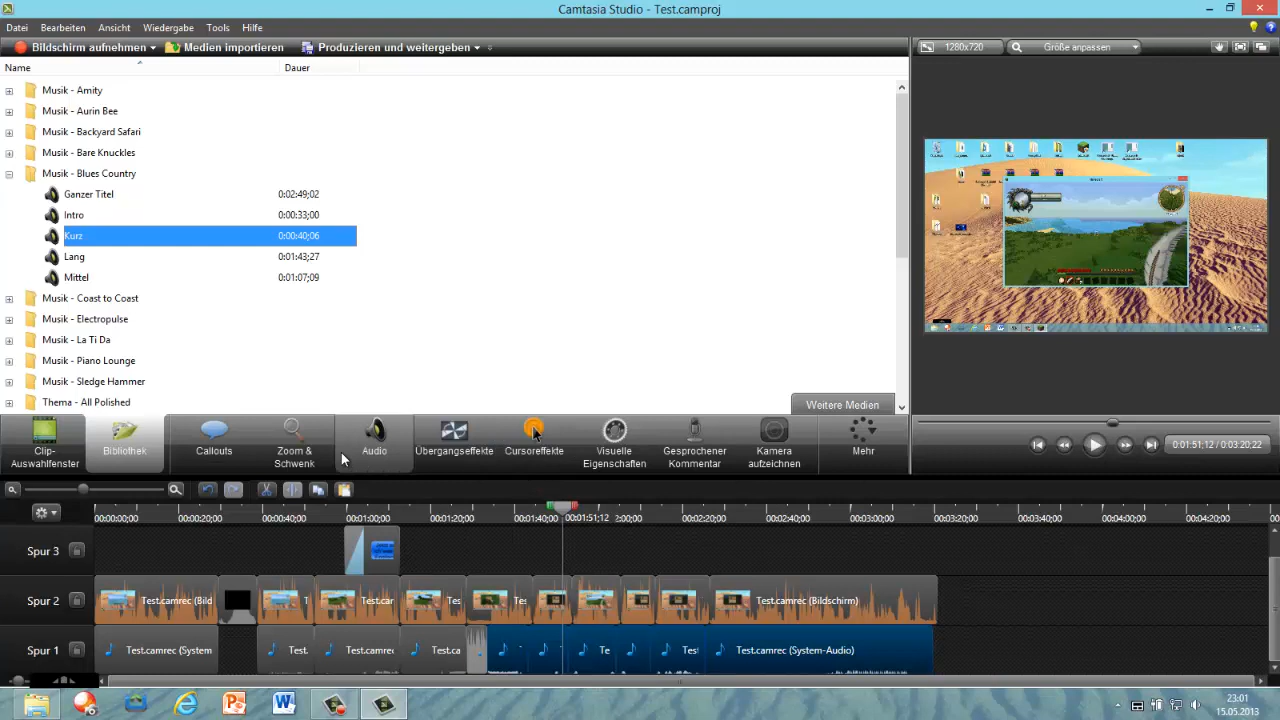 Camtasia Studio - Test.camproj
Datei Bearbeiten Ansicht Wiedergabe Tools Hilfe
Bildschirm aufnehmen Medien importieren Produzieren und weitergeben 1280x720 Größe anpassen
Name Dauer
Musik - Amity
Musik - Aurin Bee
Musik - Backyard Safari
Musik - Bare Knuckles
Musik - Blues Country
Ganzer Titel 0:02:49;02
Intro 0:00:33;00
Kurz 0:00:40;06
Lang 0:01:43;27
Mittel 0:01:07;09
Musik - Coast to Coast
Musik - Electropulse
Musik - La Ti Da
Musik - Piano Lounge
Musik - Sledge Hammer
Thema - All Polished
Weitere Medien
Clip-Auswahlfenster Bibliothek Callouts Zoom & Schwenk Audio Übergangseffekte Cursoreffekte Visuelle Eigenschaften Gesprochener Kommentar Kamera aufzeichnen Mehr
0:01:51;12 / 0:03:20;22
00:00:00;00 00:00:20;00 00:00:40;00 00:01:00;00 00:01:20;00 00:01:40;00 00:01:51;12 2:00;00 00:02:20;00 00:02:40;00 00:03:00;00 00:03:20;00 00:03:40;00 00:04:00;00 00:04:20;00 00
Spur 3
Spur 2 Test.camrec (Bild T Test.car Tes Tes Test.camrec (Bildschirm)
Spur 1 Test.camrec (System Test. Test.camrec Test.ca Te Test Test.camrec (System-Audio)
23:01
15.05.2013